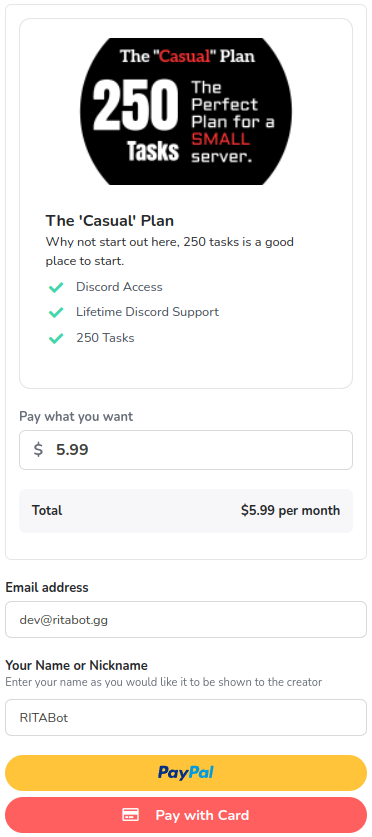 The "Casual" Plan
250
Tasks
The
Perfect
Plan for a
SMALL
server.
The 'Casual' Plan
Why not start out here, 250 tasks is a good
place to start.
Discord Access
Lifetime Discord Support
250 Tasks
Pay what you want
$ 5.99
Total $5.99 per month
Email address
dev@ritabot.gg
Your Name or Nickname
Enter your name as you would like it to be shown to the creator
RITABot
PayPal
Pay with Card